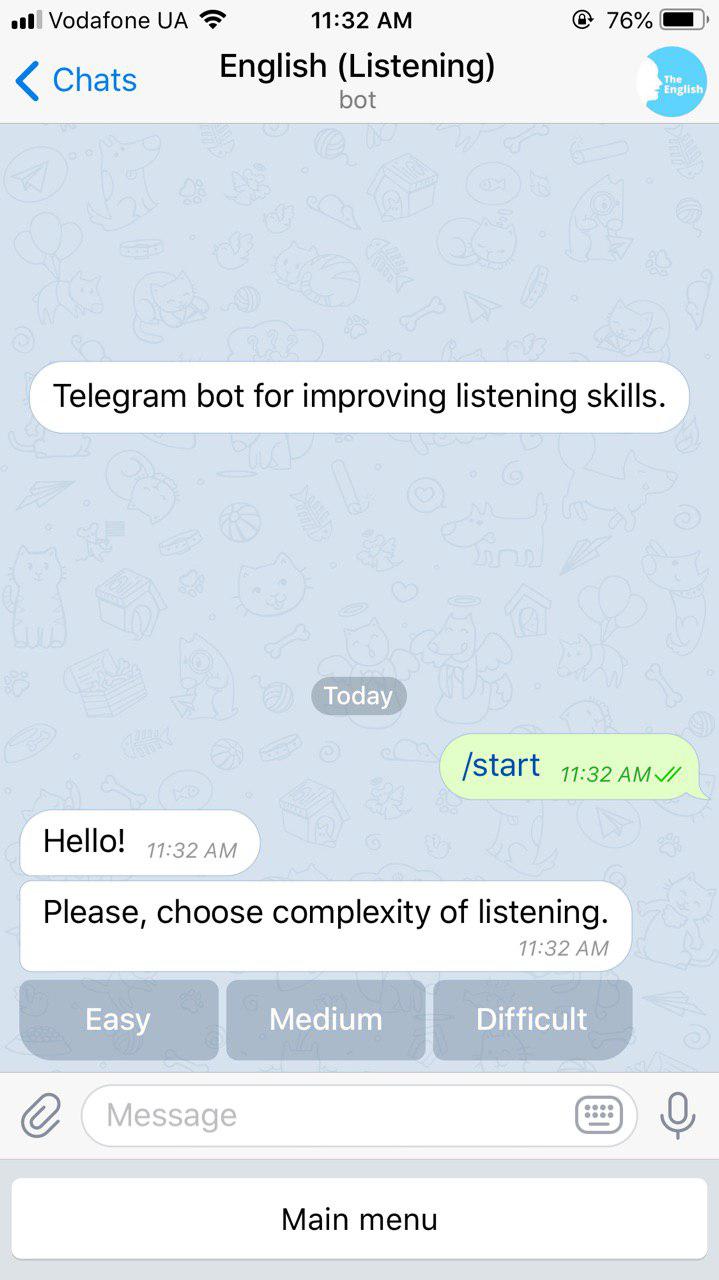 Vodafone UA 11:32 AM 76%
Chats English (Listening)
bot
The
English
Telegram bot for improving listening skills.
Today
/start 11:32 AM
Hello! 11:32 AM
Please, choose complexity of listening.
11:32 AM
Easy Medium Difficult
Message
Main menu